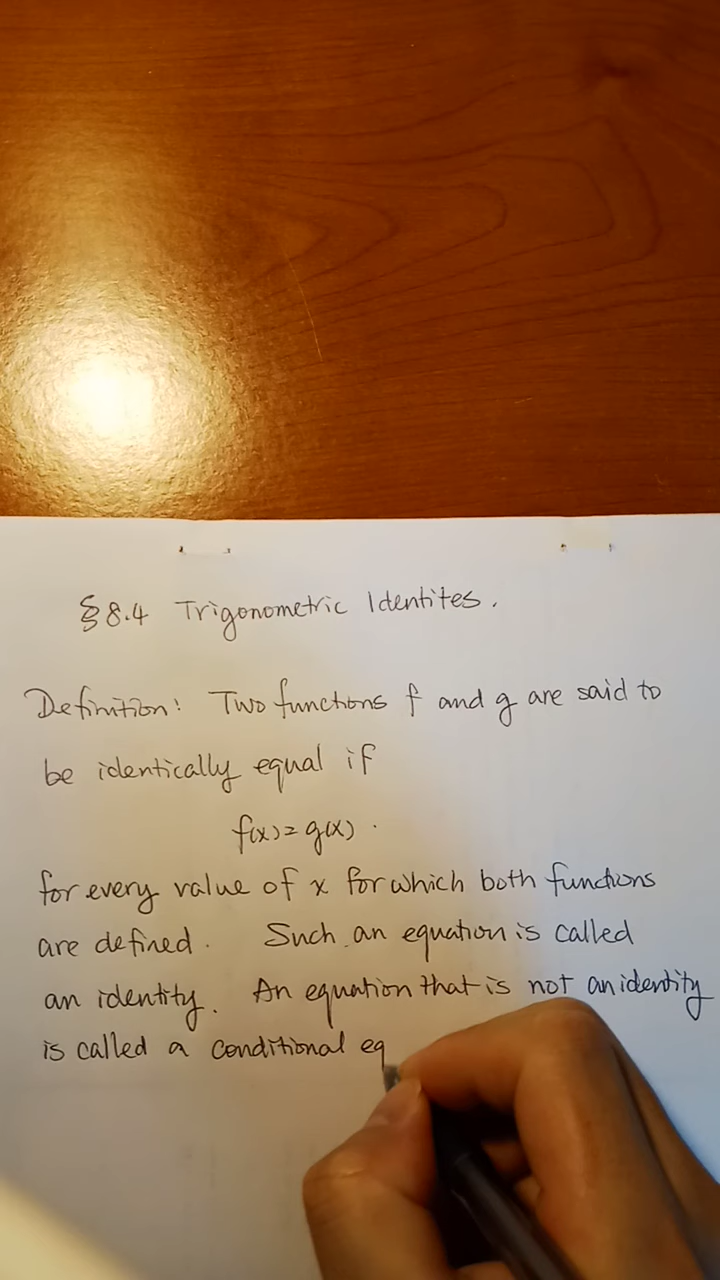 §8.4 Trigonometric Identites.
Definition: Two functions f and g are said to
be identically equal if
f(x) = g(x).
for every value of x for which both functions
are defined. Such an equation is called
an identity. An equation that is not an identity
is called a conditional eq